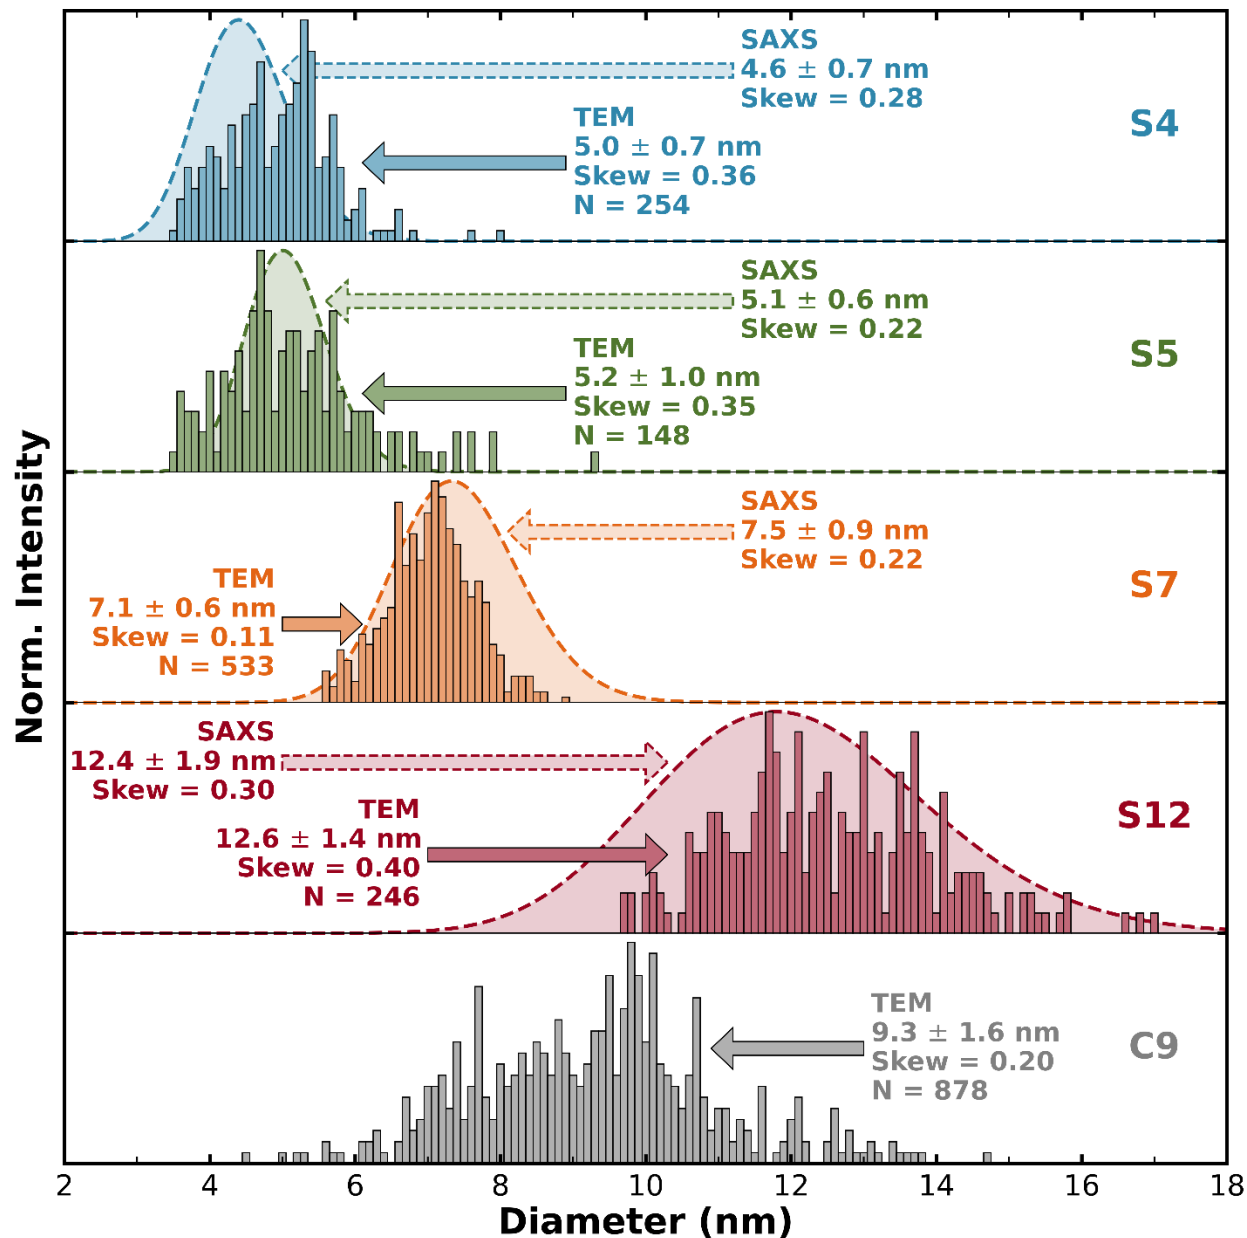 SAXS
4.6 ± 0.7 nm
Skew = 0.28
TEM
5.0 ± 0.7 nm
Skew = 0.36
N = 254
S4
SAXS
5.1 ± 0.6 nm
Skew = 0.22
TEM
5.2 ± 1.0 nm
Skew = 0.35
N = 148
S5
SAXS
7.5 ± 0.9 nm
Skew = 0.22
TEM
7.1 ± 0.6 nm
Skew = 0.11
N = 533
S7
SAXS
12.4 ± 1.9 nm
Skew = 0.30
TEM
12.6 ± 1.4 nm
Skew = 0.40
N = 246
S12
TEM
9.3 ± 1.6 nm
Skew = 0.20
N = 878
C9
Norm. Intensity
2 4 6 8 10 12 14 16 18
Diameter (nm)